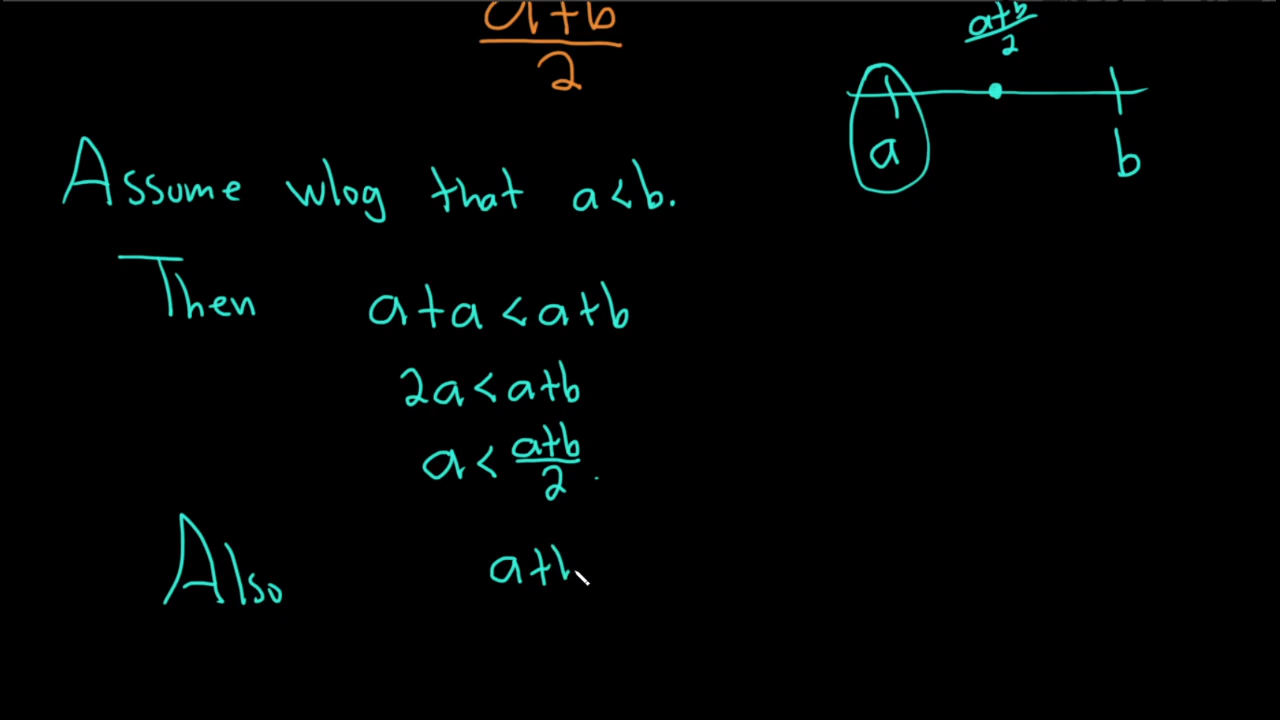 a+b
2
a+b
2
a
b
Assume wlog that a<b.
Then a+a < a+b
2a < a+b
a < a+b
2 .
Also a+b